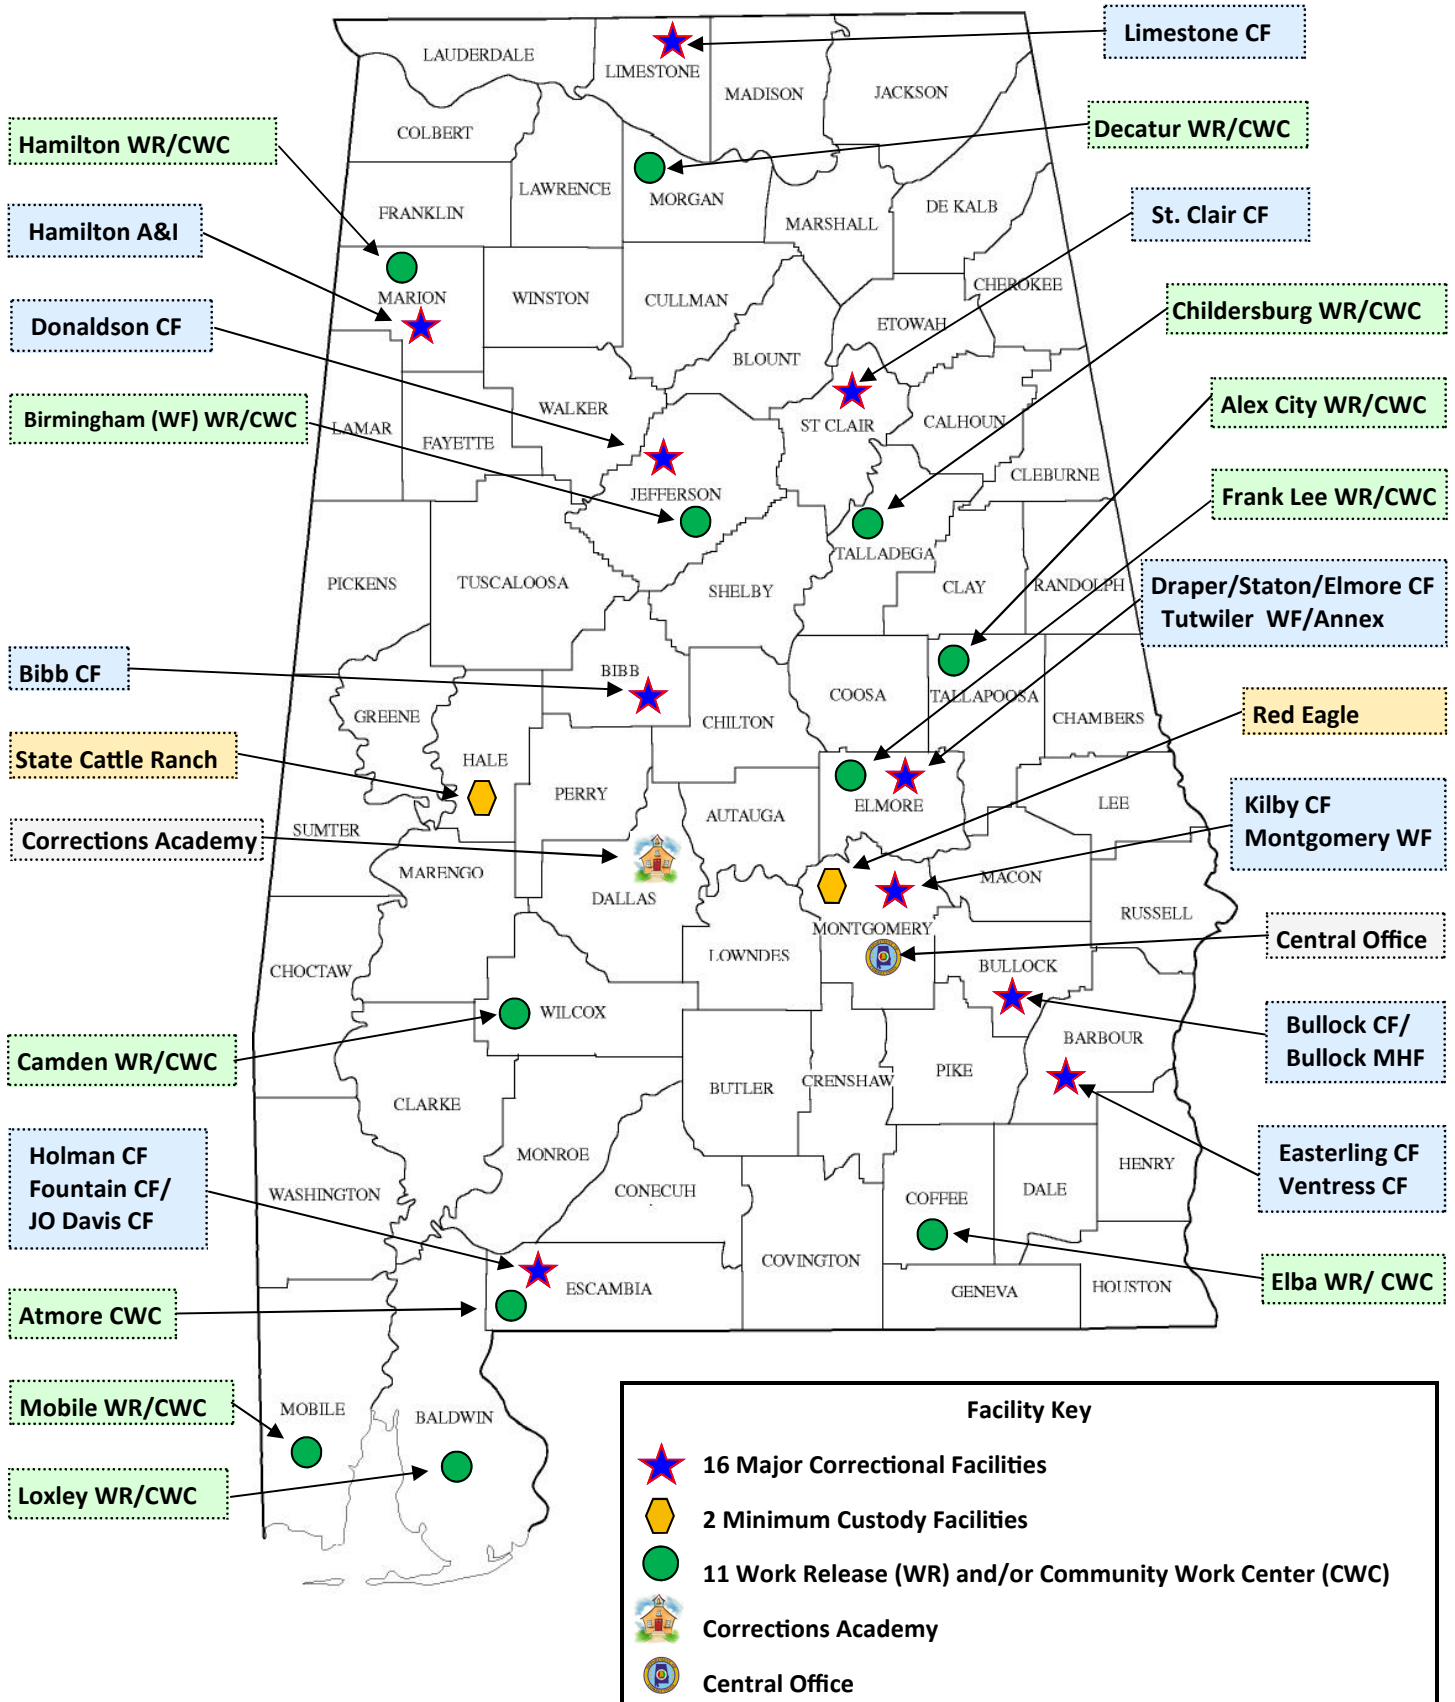 Limestone CF
Decatur WR/CWC
St. Clair CF
Childersburg WR/CWC
Alex City WR/CWC
Frank Lee WR/CWC
Draper/Staton/Elmore CF
Tutwiler WF/Annex
Red Eagle
Kilby CF
Montgomery WF
Central Office
Bullock CF/
Bullock MHF
Easterling CF
Ventress CF
Elba WR/ CWC
Hamilton WR/CWC
Hamilton A&I
Donaldson CF
Birmingham (WF) WR/CWC
Bibb CF
State Cattle Ranch
Corrections Academy
Camden WR/CWC
Holman CF
Fountain CF/
JO Davis CF
Atmore CWC
Mobile WR/CWC
Loxley WR/CWC
LAUDERDALE
LIMESTONE
MADISON
JACKSON
COLBERT
LAWRENCE
MORGAN
FRANKLIN
MARSHALL
DE KALB
MARION
WINSTON
CULLMAN
CHEROKEE
ETOWAH
BLOUNT
WALKER
LAMAR
FAYETTE
ST CLAIR
CALHOUN
CLEBURNE
JEFFERSON
TALLADEGA
PICKENS
TUSCALOOSA
SHELBY
CLAY
RANDOLPH
BIBB
COOSA
TALLAPOOSA
CHAMBERS
GREENE
CHILTON
HALE
PERRY
AUTAUGA
ELMORE
LEE
SUMTER
MARENGO
DALLAS
MACON
RUSSELL
MONTGOMERY
LOWNDES
BULLOCK
CHOCTAW
WILCOX
BARBOUR
PIKE
CRENSHAW
BUTLER
CLARKE
MONROE
HENRY
WASHINGTON
CONECUH
COFFEE
DALE
COVINGTON
ESCAMBIA
GENEVA
HOUSTON
MOBILE
BALDWIN
Facility Key
16 Major Correctional Facilities
2 Minimum Custody Facilities
11 Work Release (WR) and/or Community Work Center (CWC)
Corrections Academy
Central Office